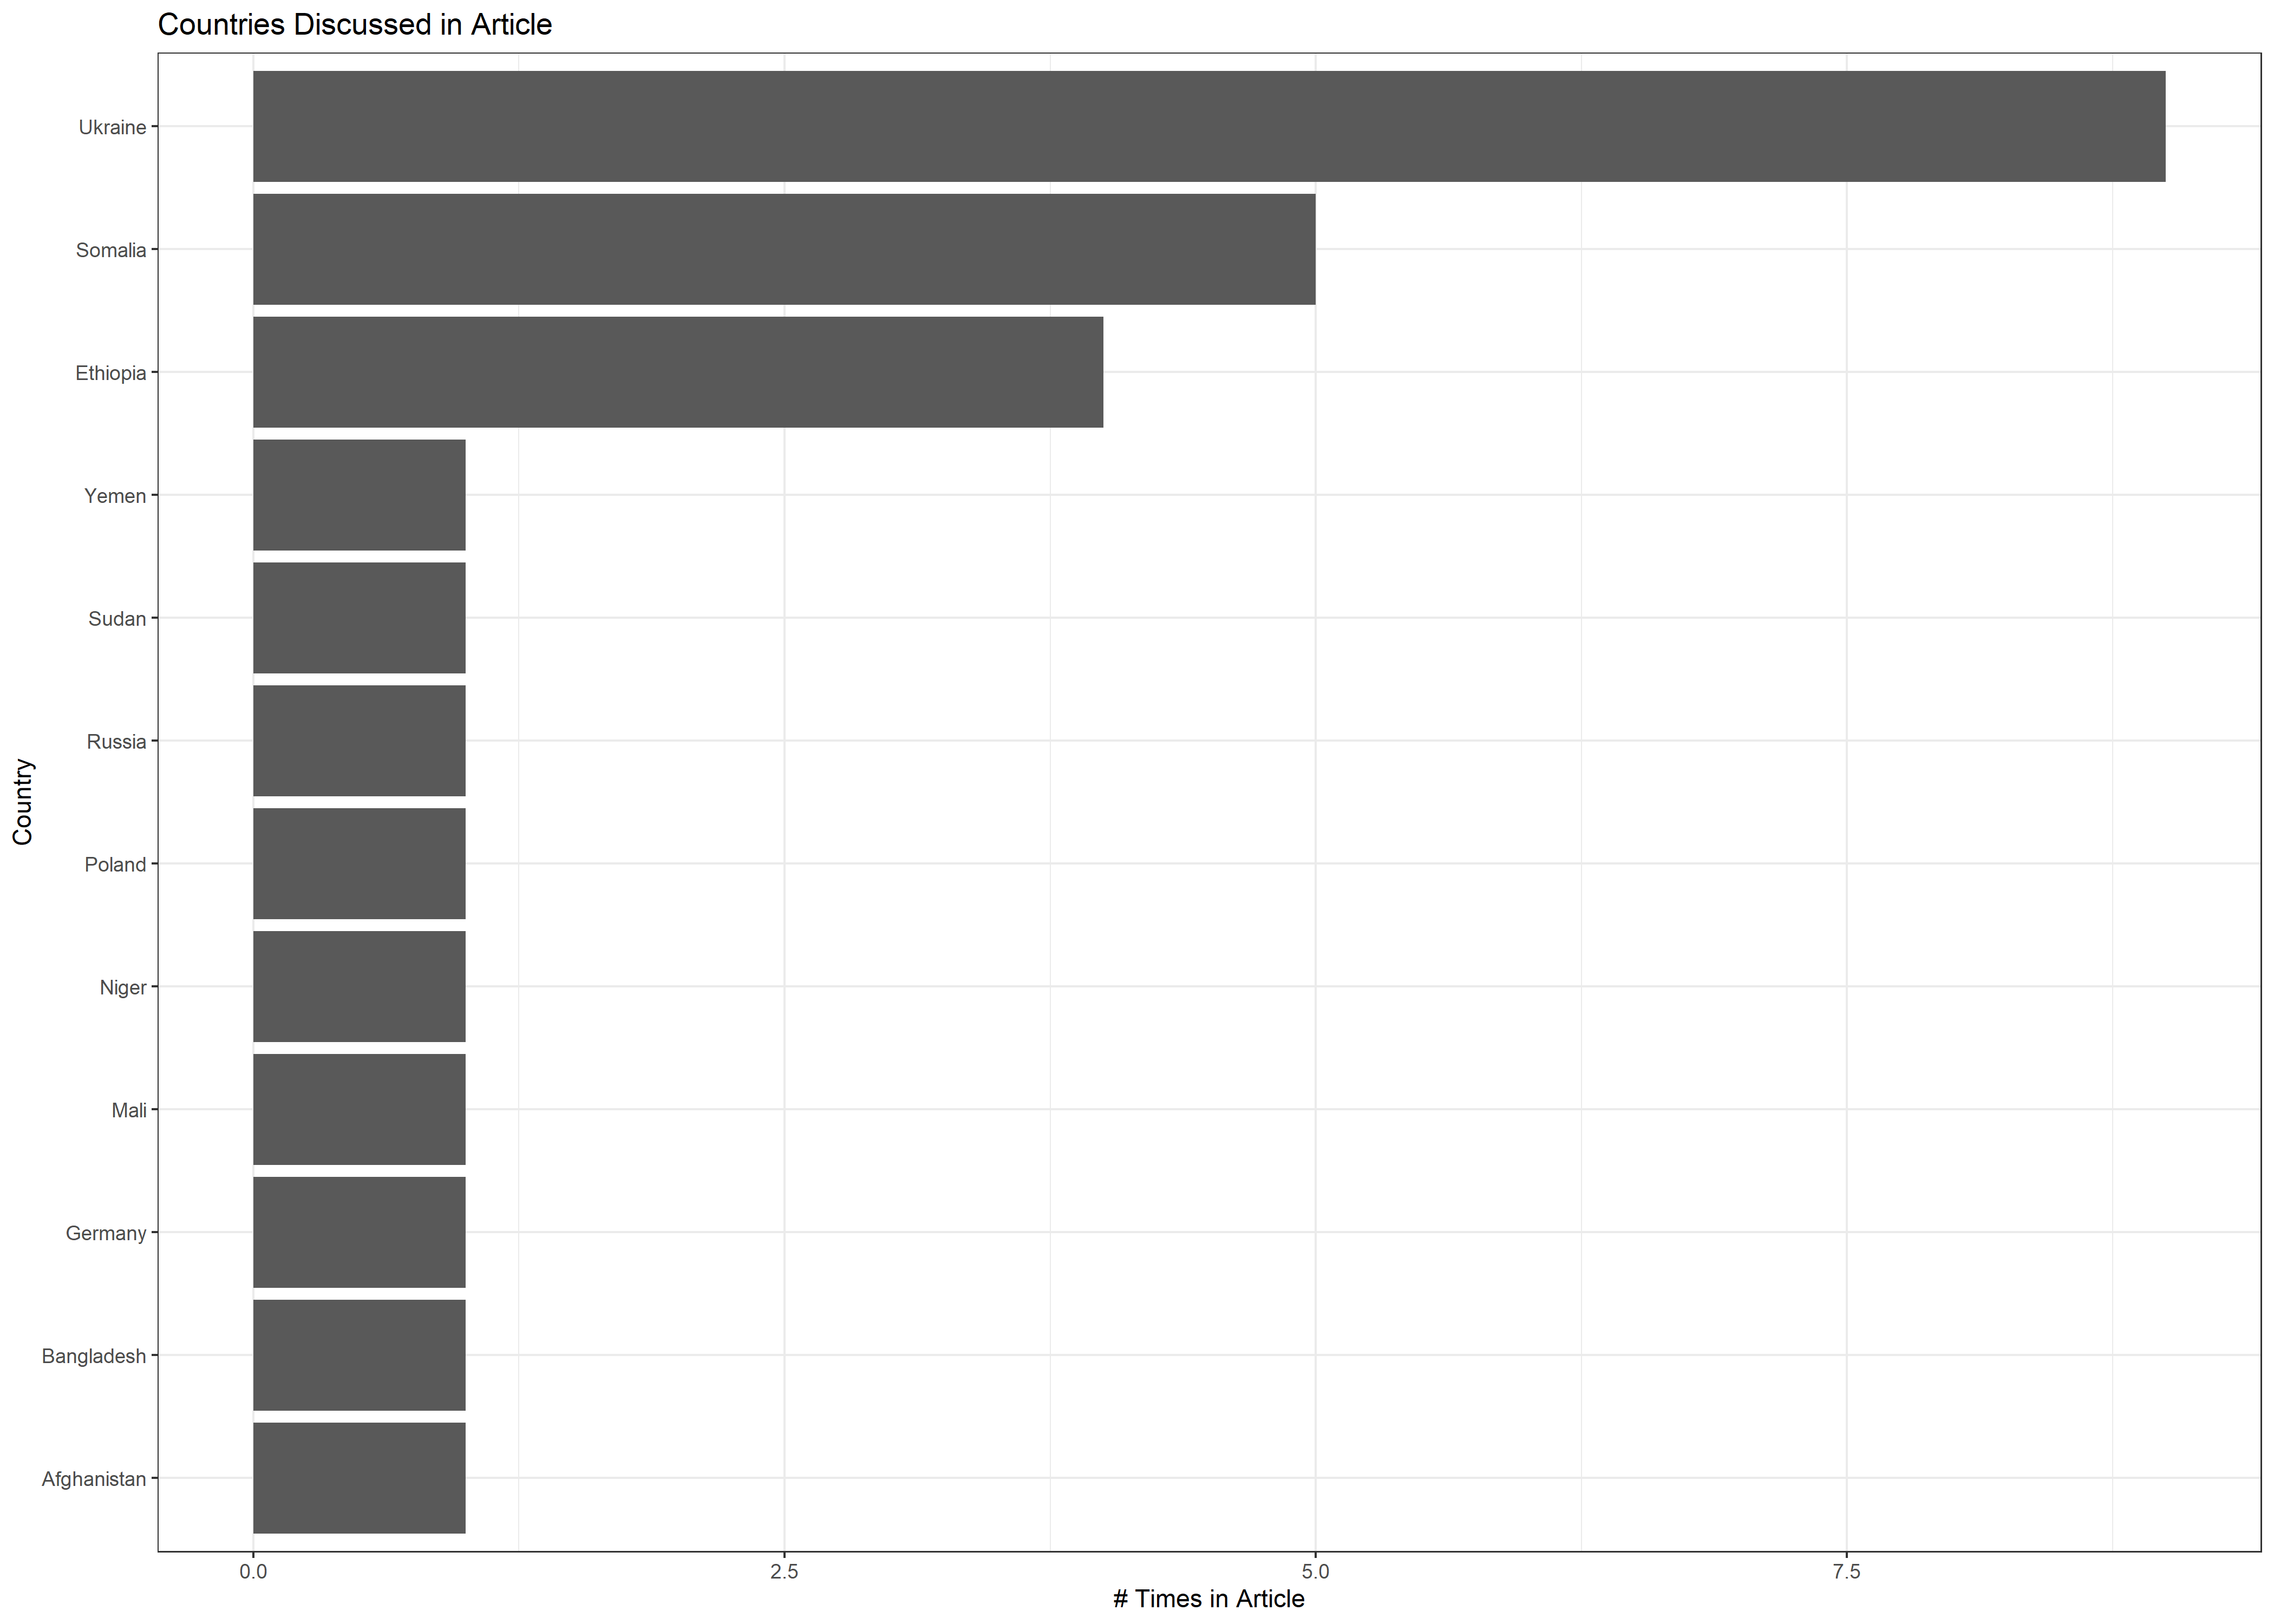 Countries Discussed in Article
Ukraine
Somalia
Ethiopia
Yemen
Sudan
Russia
Poland
Niger
Mali
Germany
Bangladesh
Afghanistan
Country
0.0 2.5 5.0 7.5
# Times in Article